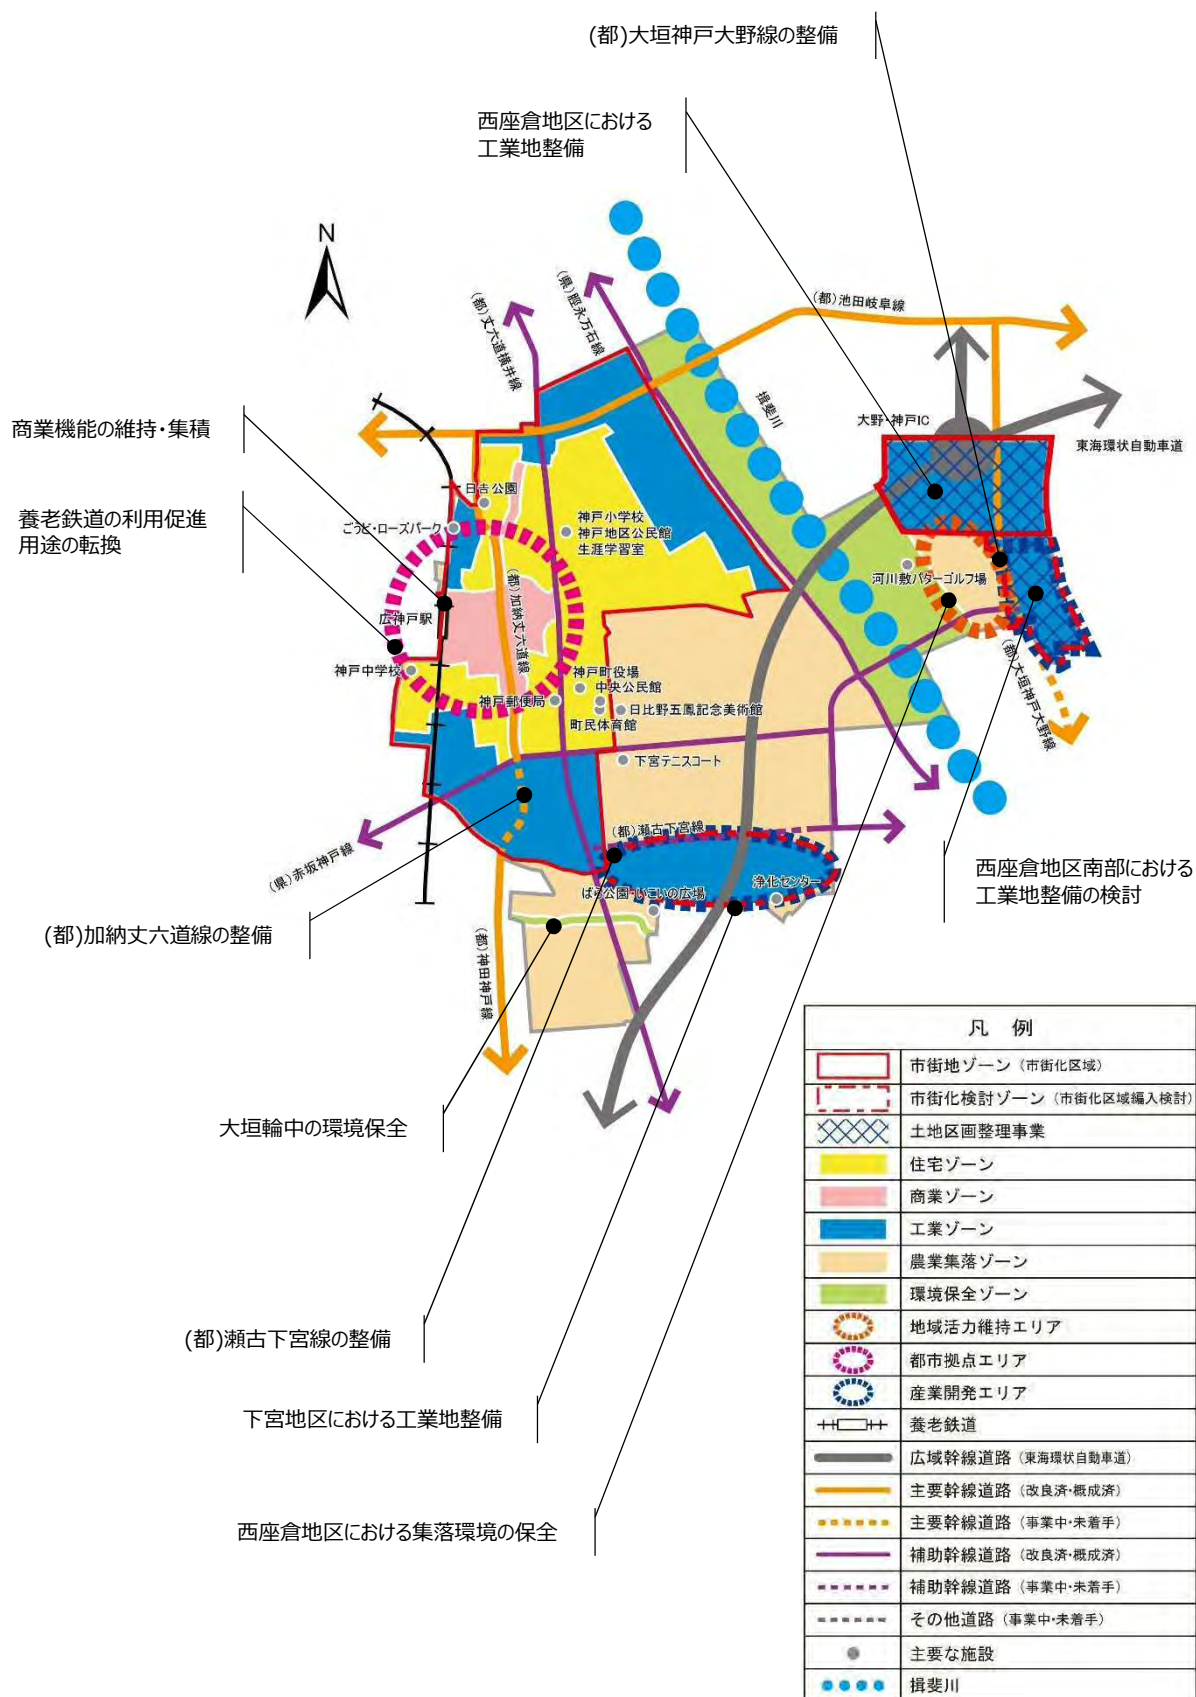 (都)大垣神戸大野線の整備
西座倉地区における
工業地整備
N
(県)脛永万石線
(都)丈六道横井線
(都)池田岐阜線
揖斐川
大野・神戸IC
東海環状自動車道
商業機能の維持・集積
養老鉄道の利用促進
用途の転換
日吉公園
ごうど・ローズパーク
神戸小学校
神戸地区公民館
生涯学習室
河川敷パターゴルフ場
(都)加納丈六道線
広神戸駅
神戸中学校
神戸町役場
中央公民館
神戸郵便局
日比野五鳳記念美術館
町民体育館
(都)大垣神戸大野線
下宮テニスコート
(都)瀬古下宮線
(県)赤坂神戸線
ばら公園・いこいの広場
浄化センター
西座倉地区南部における
工業地整備の検討
(都)加納丈六道線の整備
(都)神田神戸線
大垣輪中の環境保全
(都)瀬古下宮線の整備
下宮地区における工業地整備
西座倉地区における集落環境の保全
凡 例
市街地ゾーン (市街化区域)
市街化検討ゾーン (市街化区域編入検討)
土地区画整理事業
住宅ゾーン
商業ゾーン
工業ゾーン
農業集落ゾーン
環境保全ゾーン
地域活力維持エリア
都市拠点エリア
産業開発エリア
養老鉄道
広域幹線道路 (東海環状自動車道)
主要幹線道路 (改良済・概成済)
主要幹線道路 (事業中・未着手)
補助幹線道路 (改良済・概成済)
補助幹線道路 (事業中・未着手)
その他道路 (事業中・未着手)
主要な施設
揖斐川